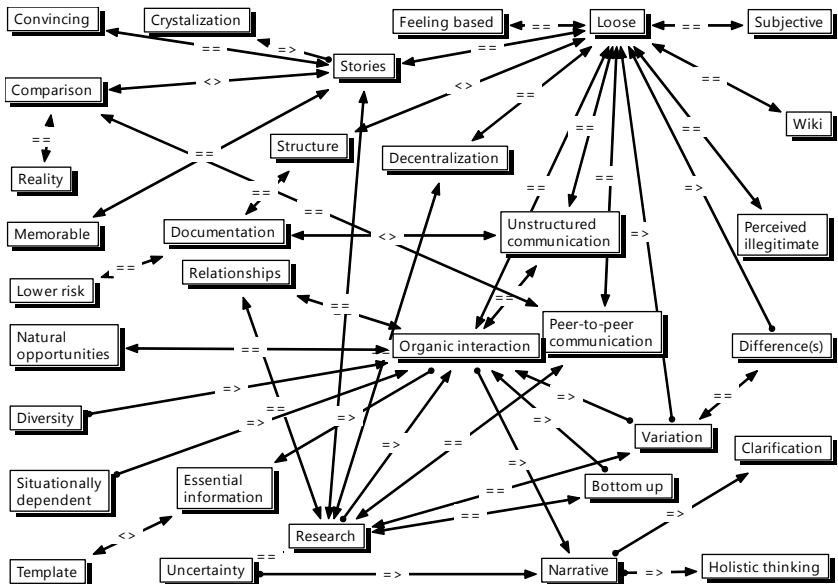 Convincing
Crystalization
Feeling based
==
Loose
==
Subjective
==
=>
==
Stories
Comparison
<>
<>
==
==
Wiki
==
Structure
==
==
==
Decentralization
Reality
==
==
==
==
=>
Memorable
Documentation
==
<>
Unstructured
communication
=>
Perceived
illegitimate
Lower risk
==
Relationships
==
==
Natural
opportunities
==
==
Organic interaction
Peer-to-peer
communication
Difference(s)
Diversity
=>
==
=>
=>
==
Variation
=>
==
Clarification
Situationally
dependent
=>
Essential
information
=>
==
Bottom up
<>
Research
==
=>
Template
Uncertainty
==
=>
Narrative
=>
Holistic thinking